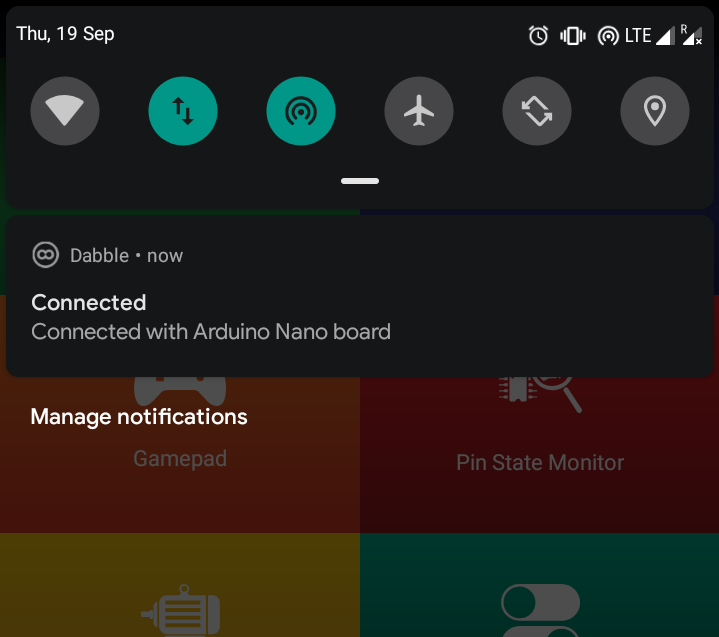 Thu, 19 Sep
LTE
R
Dabble • now
Connected
Connected with Arduino Nano board
Manage notifications
Gamepad
Pin State Monitor